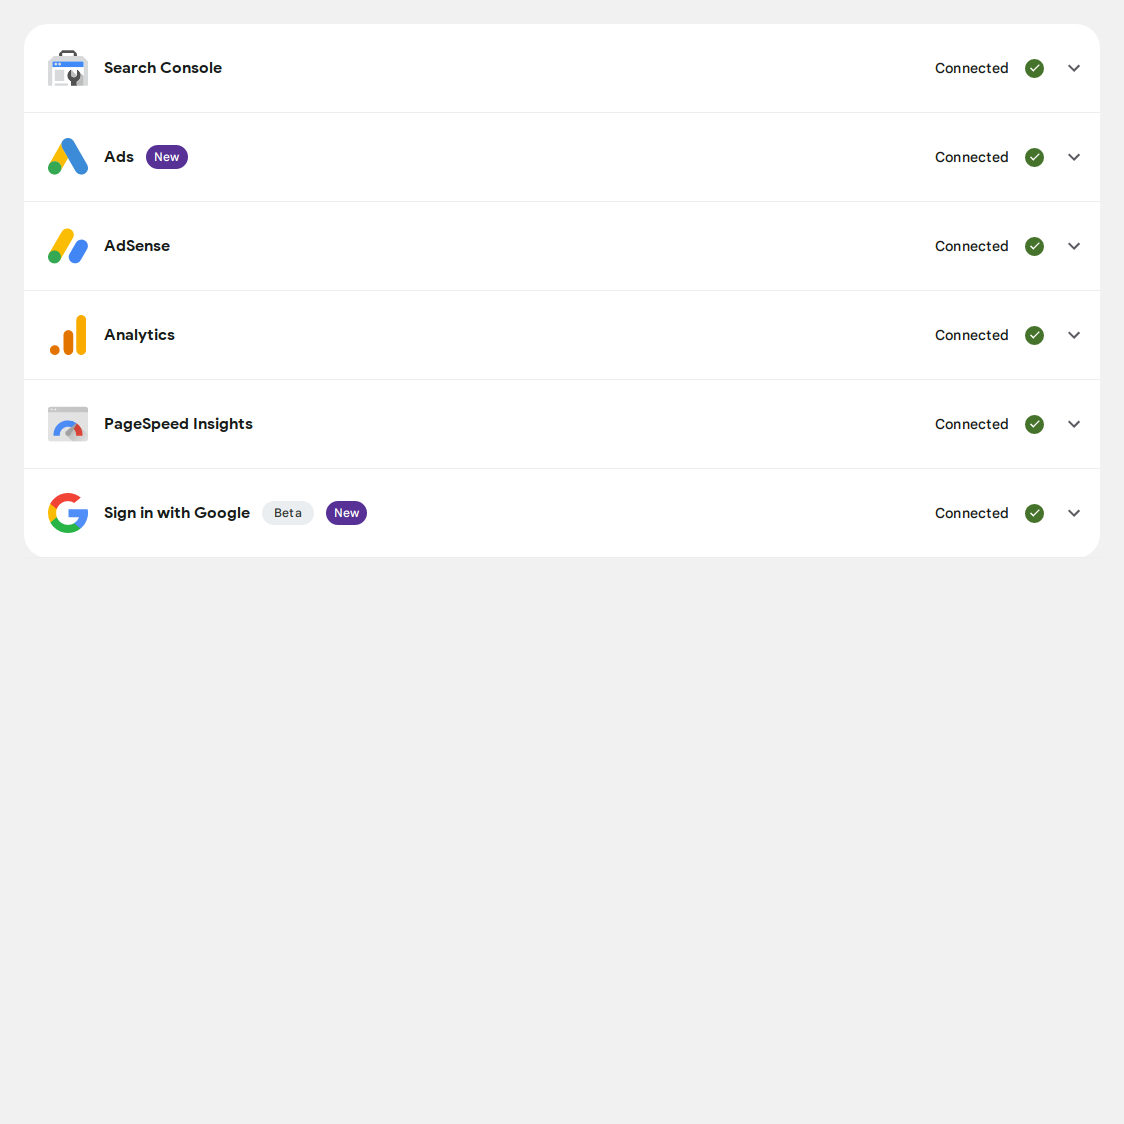 Search Console Connected
Ads New Connected
AdSense Connected
Analytics Connected
PageSpeed Insights Connected
Sign in with Google Beta New Connected